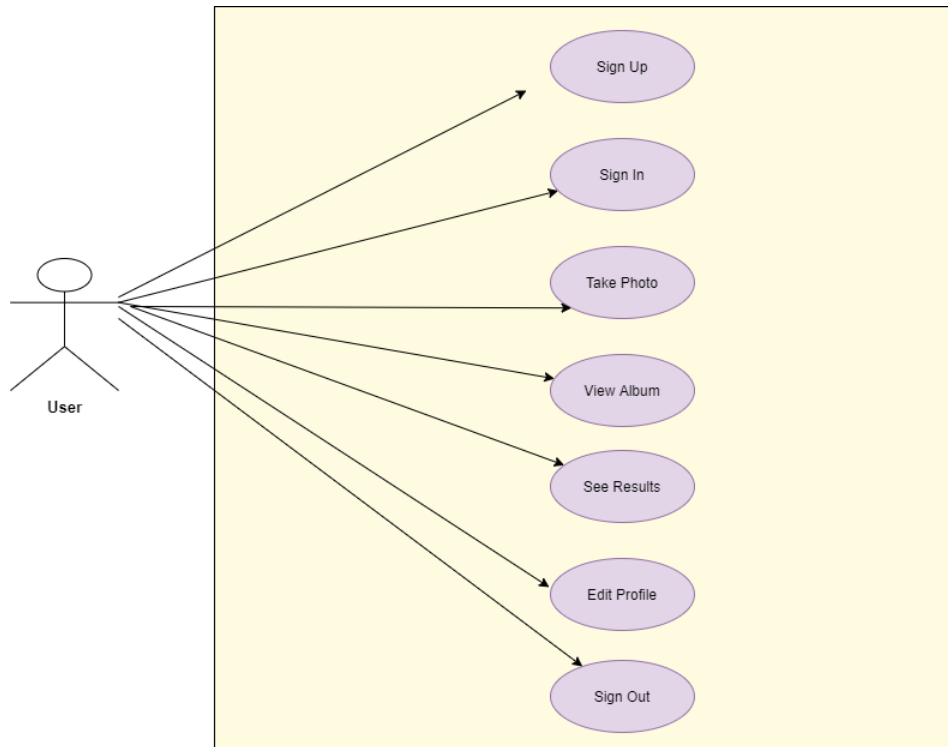 Sign Up
Sign In
Take Photo
View Album
User
See Results
Edit Profile
Sign Out